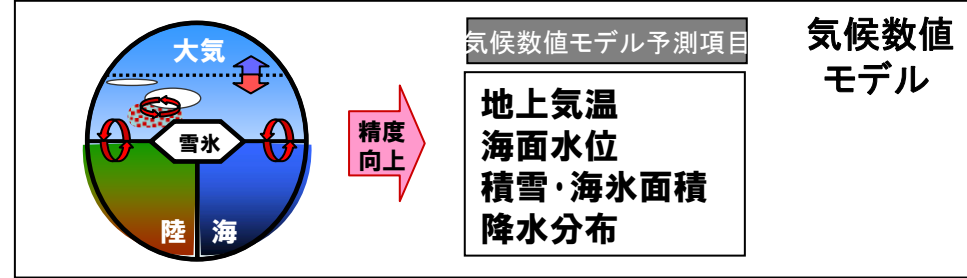 大気
雪氷
陸 海
精度
向上
気候数値モデル予測項目
地上気温
海面水位
積雪・海氷面積
降水分布
気候数値
モデル